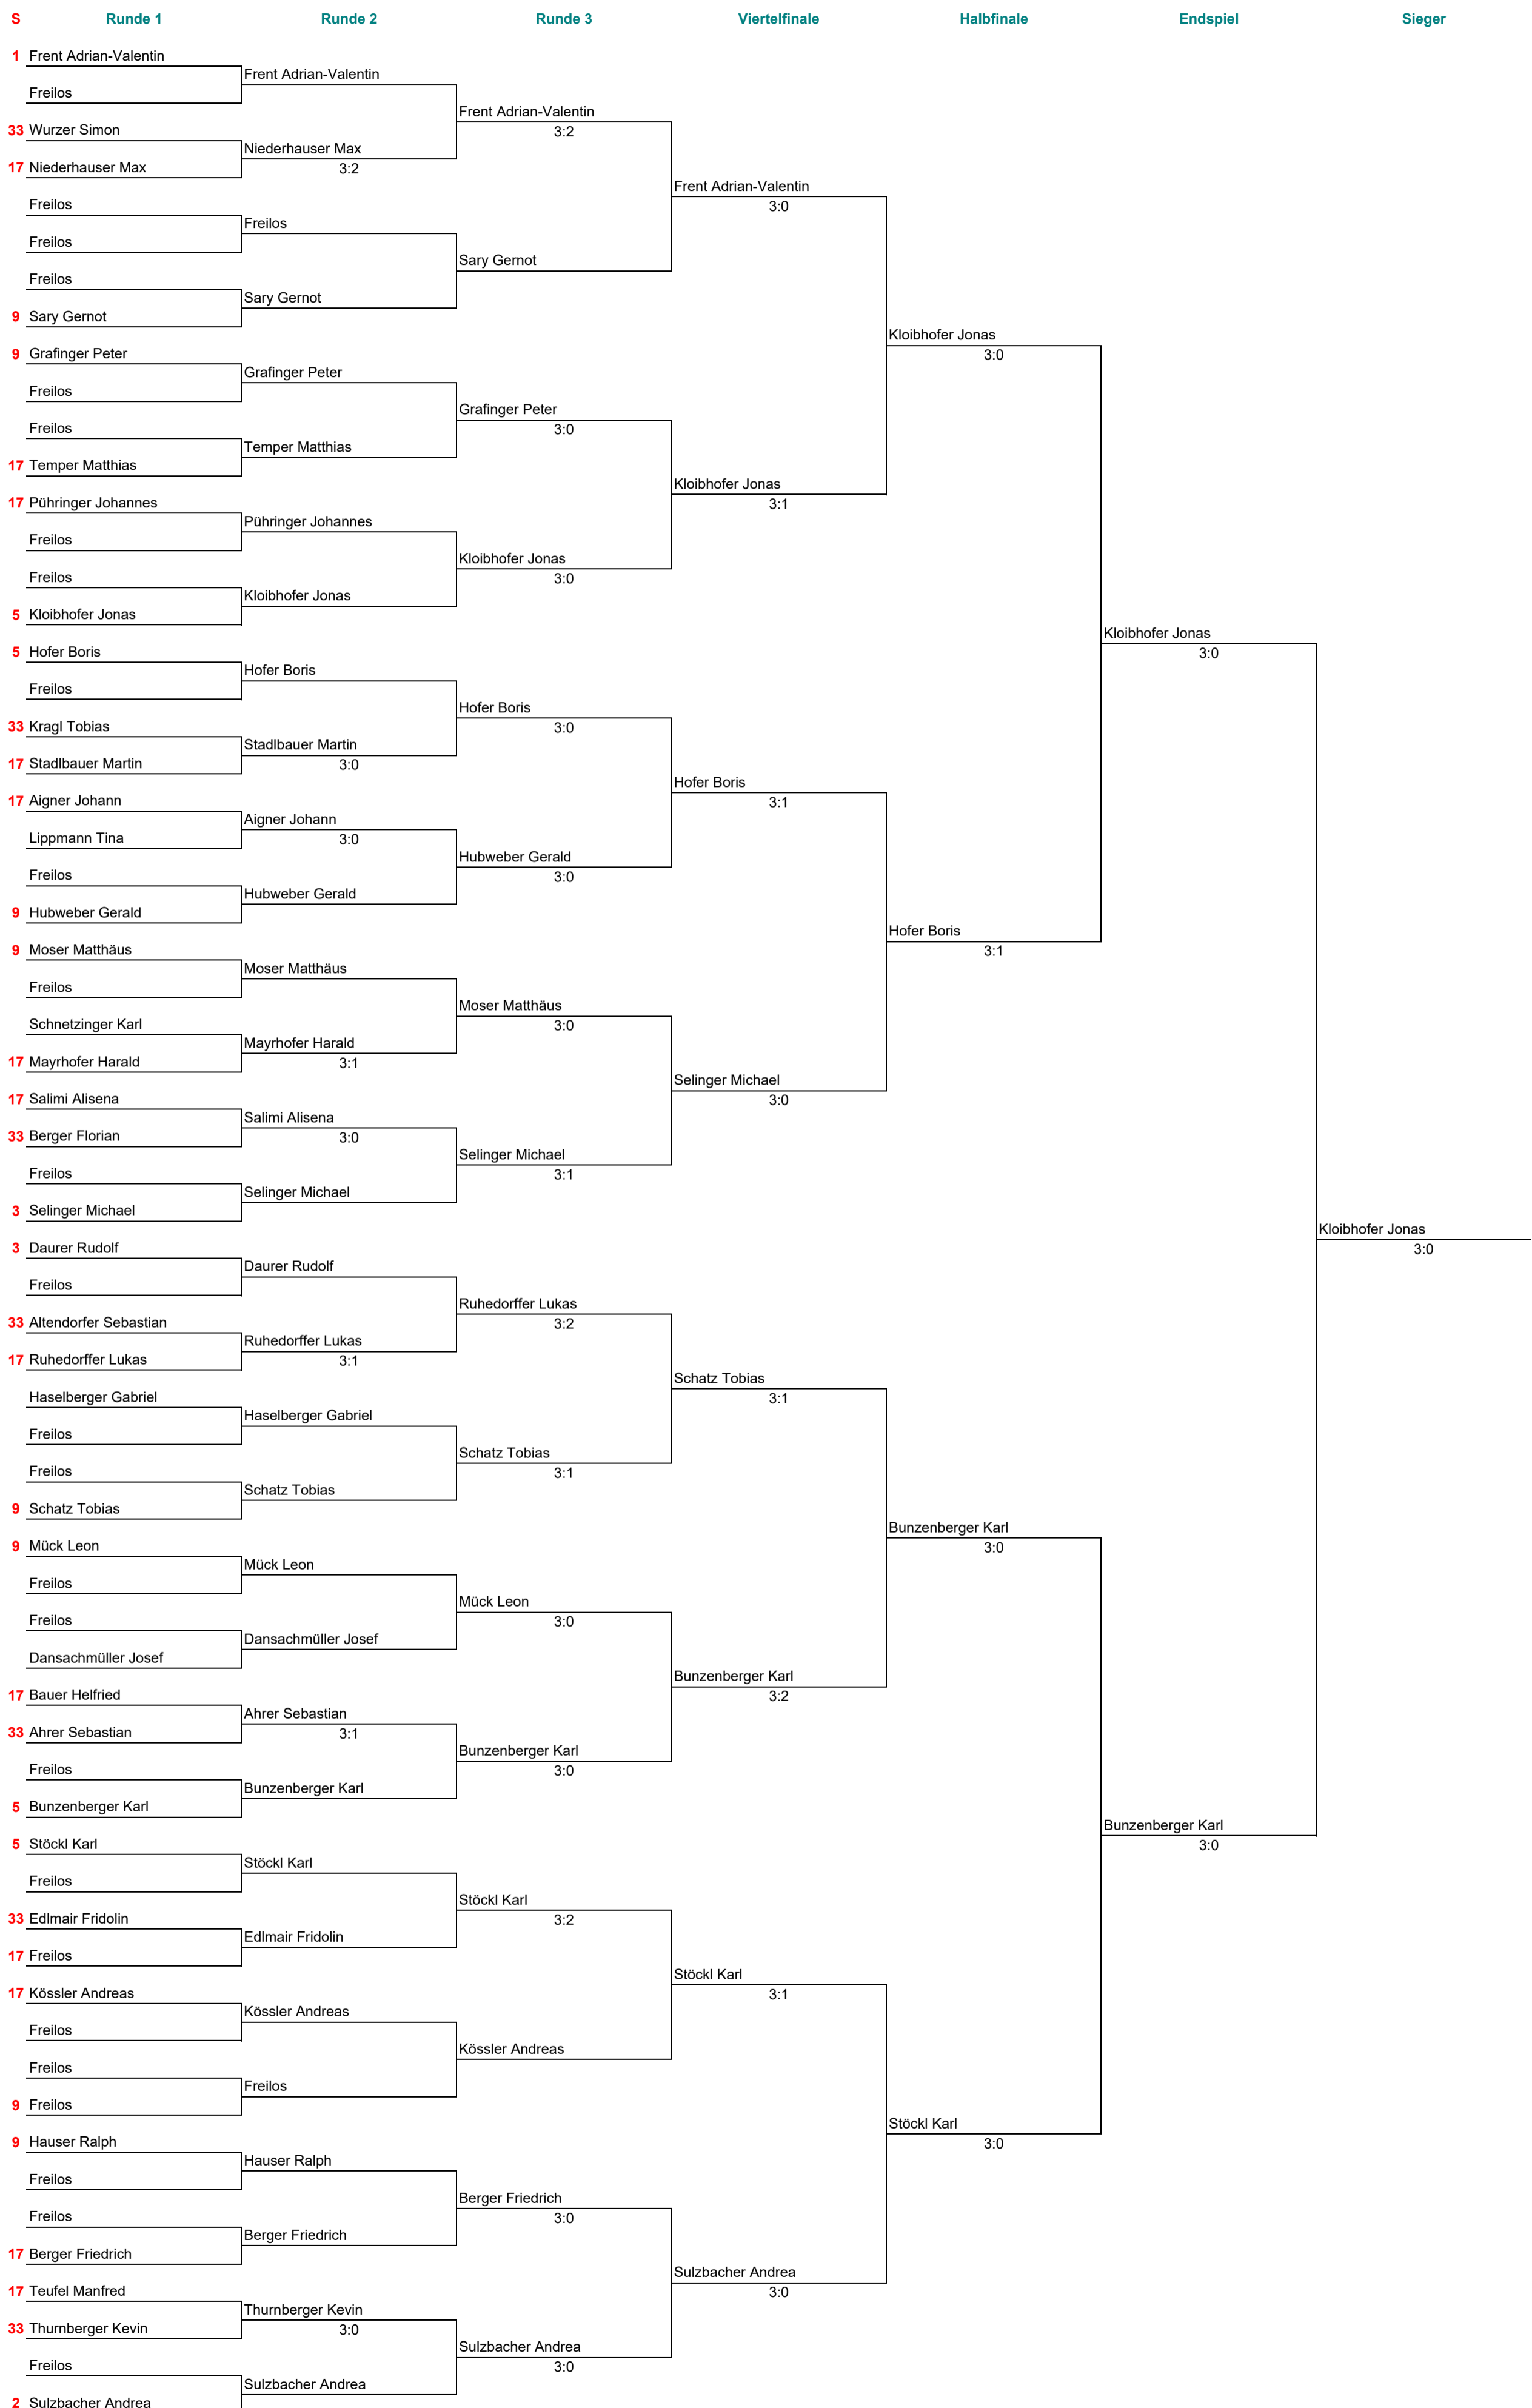 S Runde 1 Runde 2 Runde 3 Viertelfinale Halbfinale Endspiel Sieger
1 Frent Adrian-Valentin
Frent Adrian-Valentin
Freilos
Frent Adrian-Valentin
3:2
33 Wurzer Simon
Niederhauser Max
3:2
17 Niederhauser Max
Frent Adrian-Valentin
3:0
Freilos
Freilos
Freilos
Sary Gernot
Freilos
Sary Gernot
9 Sary Gernot
Kloibhofer Jonas
3:0
9 Grafinger Peter
Grafinger Peter
Freilos
Grafinger Peter
3:0
Freilos
Temper Matthias
17 Temper Matthias
Kloibhofer Jonas
3:1
17 Pühringer Johannes
Pühringer Johannes
Freilos
Kloibhofer Jonas
3:0
Freilos
Kloibhofer Jonas
5 Kloibhofer Jonas
Kloibhofer Jonas
3:0
5 Hofer Boris
Hofer Boris
Freilos
Hofer Boris
3:0
33 Kragl Tobias
Stadlbauer Martin
3:0
17 Stadlbauer Martin
Hofer Boris
3:1
17 Aigner Johann
Aigner Johann
3:0
Lippmann Tina
Hubweber Gerald
3:0
Freilos
Hubweber Gerald
9 Hubweber Gerald
Hofer Boris
3:1
9 Moser Matthäus
Moser Matthäus
Freilos
Moser Matthäus
3:0
Schnetzinger Karl
Mayrhofer Harald
3:1
17 Mayrhofer Harald
Selinger Michael
3:0
17 Salimi Alisena
Salimi Alisena
3:0
33 Berger Florian
Selinger Michael
3:1
Freilos
Selinger Michael
3 Selinger Michael
Kloibhofer Jonas
3:0
3 Daurer Rudolf
Daurer Rudolf
Freilos
Ruhedorffer Lukas
3:2
33 Altendorfer Sebastian
Ruhedorffer Lukas
3:1
17 Ruhedorffer Lukas
Schatz Tobias
3:1
Haselberger Gabriel
Haselberger Gabriel
Freilos
Schatz Tobias
3:1
Freilos
Schatz Tobias
9 Schatz Tobias
Bunzenberger Karl
3:0
9 Mück Leon
Mück Leon
Freilos
Mück Leon
3:0
Freilos
Dansachmüller Josef
Dansachmüller Josef
Bunzenberger Karl
3:2
17 Bauer Helfried
Ahrer Sebastian
3:1
33 Ahrer Sebastian
Bunzenberger Karl
3:0
Freilos
Bunzenberger Karl
5 Bunzenberger Karl
Bunzenberger Karl
3:0
5 Stöckl Karl
Stöckl Karl
Freilos
Stöckl Karl
3:2
33 Edlmair Fridolin
Edlmair Fridolin
17 Freilos
Stöckl Karl
3:1
17 Kössler Andreas
Kössler Andreas
Freilos
Kössler Andreas
Freilos
Freilos
9 Freilos
Stöckl Karl
3:0
9 Hauser Ralph
Hauser Ralph
Freilos
Berger Friedrich
3:0
Freilos
Berger Friedrich
17 Berger Friedrich
Sulzbacher Andrea
3:0
17 Teufel Manfred
Thurnberger Kevin
3:0
33 Thurnberger Kevin
Sulzbacher Andrea
3:0
Freilos
Sulzbacher Andrea
2 Sulzbacher Andrea